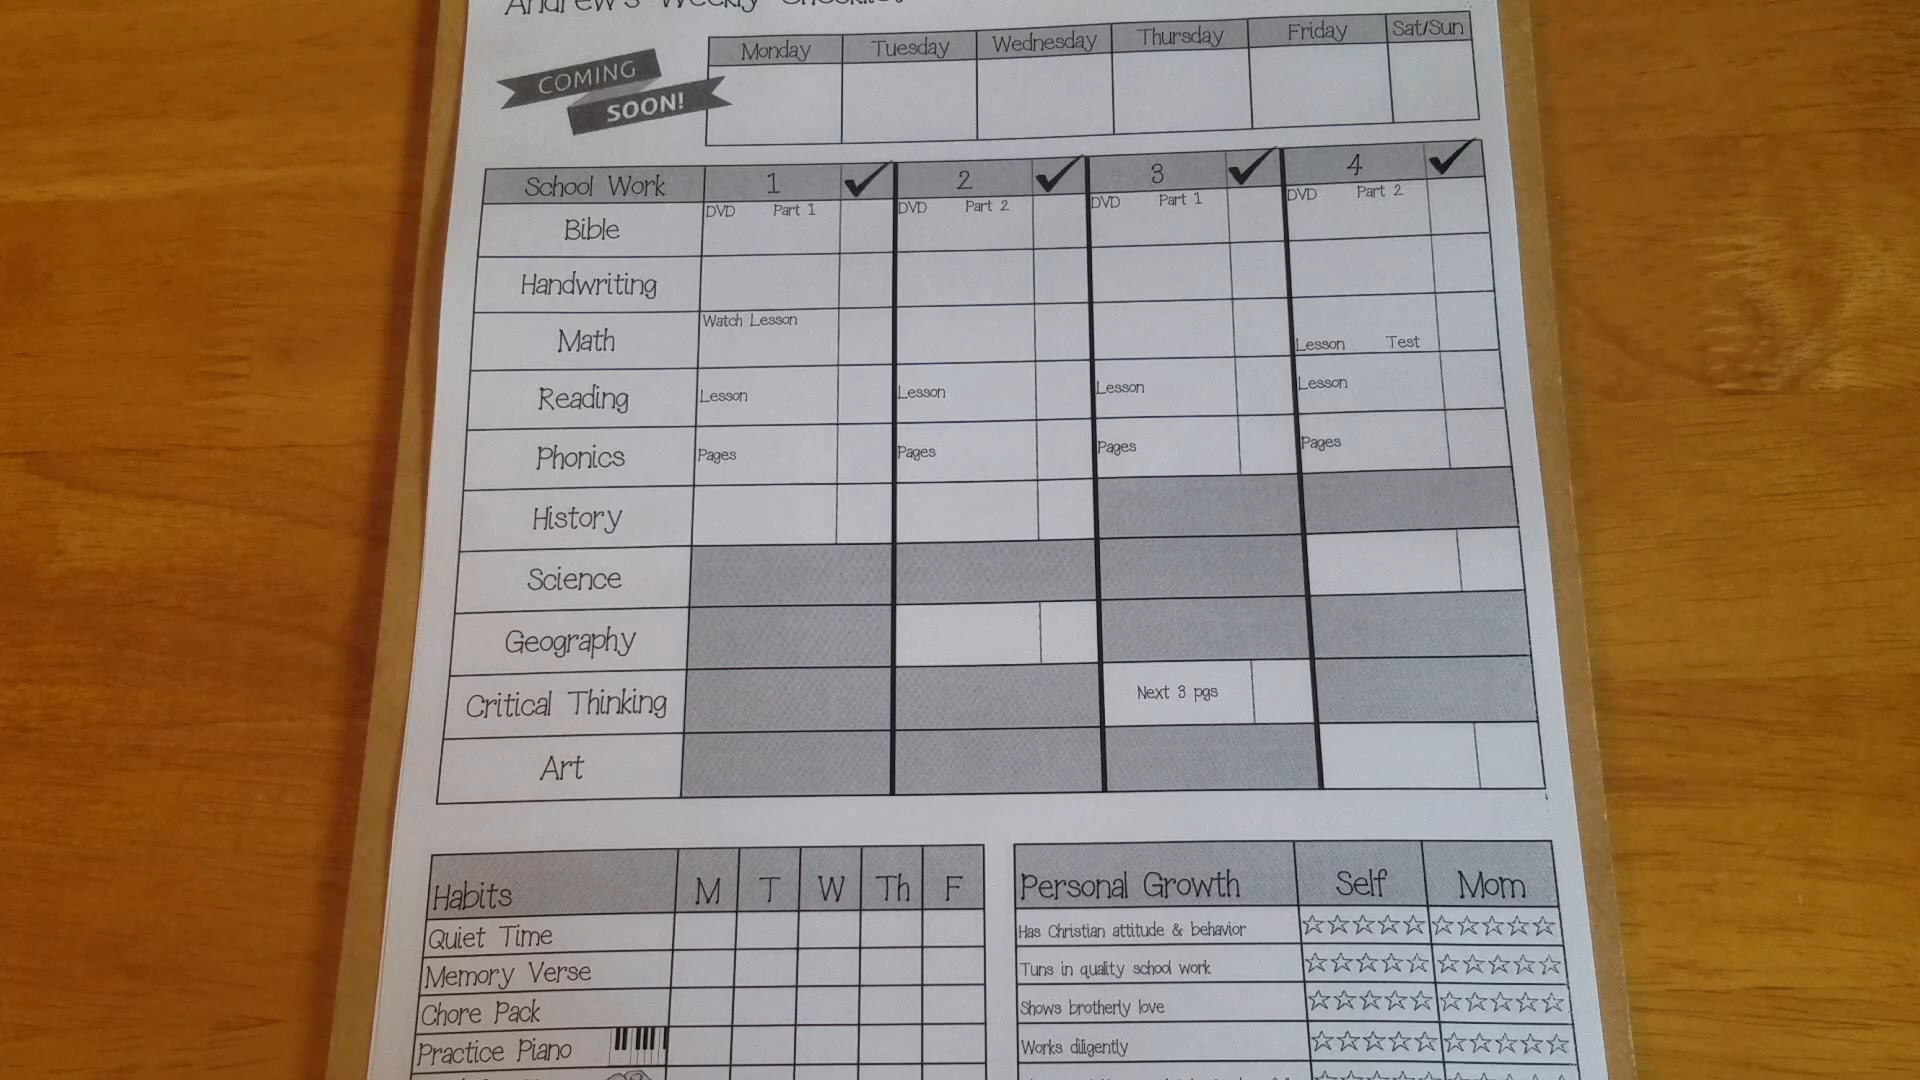 Andrew's Weekly Checklist
Monday Tuesday Wednesday Thursday Friday Sat/Sun
COMING
SOON!
School Work 1 ✓ 2 ✓ 3 ✓ 4 ✓
Bible DVD Part 1 DVD Part 2 DVD Part 1 DVD Part 2
Handwriting
Math Watch Lesson Lesson Test
Reading Lesson Lesson Lesson Lesson
Phonics Pages Pages Pages Pages
History
Science
Geography
Critical Thinking Next 3 pgs
Art
Habits M T W Th F
Quiet Time
Memory Verse
Chore Pack
Practice Piano
Personal Growth Self Mom
Has Christian attitude & behavior
Tuns in quality school work
Shows brotherly love
Works diligently